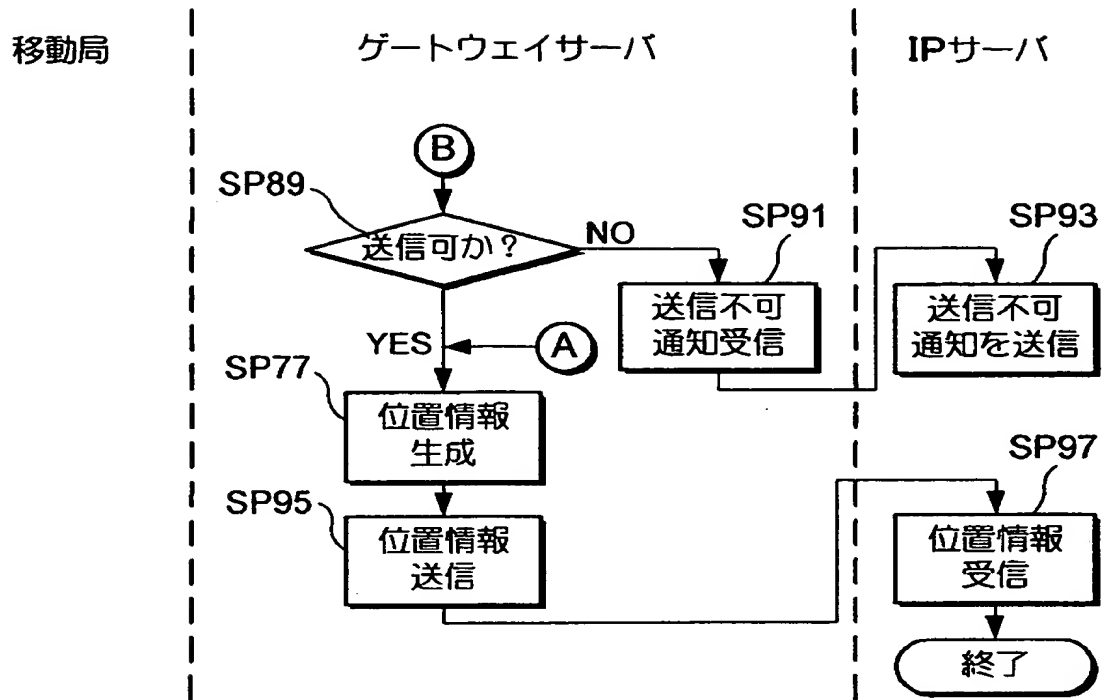 移動局
ゲートウェイサーバ
IPサーバ
B
SP89
送信可か？
NO
SP91
送信不可
通知受信
SP93
送信不可
通知を送信
YES
A
SP77
位置情報
生成
SP95
位置情報
送信
SP97
位置情報
受信
終了